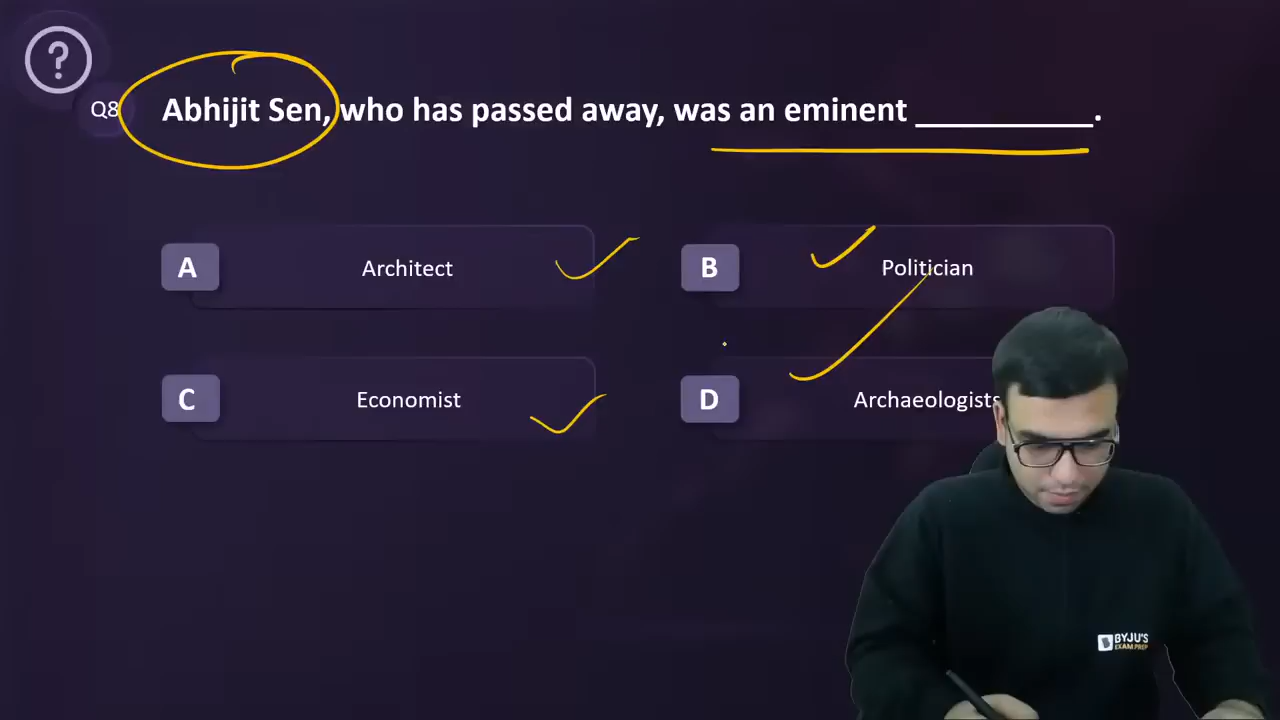 ?
Q8
Abhijit Sen, who has passed away, was an eminent __________.
A
Architect
B
Politician
C
Economist
D
Archaeologists
BYJU'S
EXAM PREP